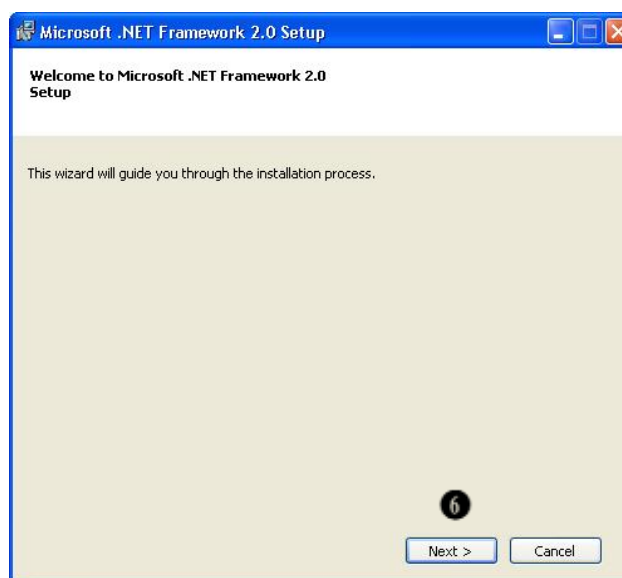 Microsoft .NET Framework 2.0 Setup
Welcome to Microsoft .NET Framework 2.0
Setup
This wizard will guide you through the installation process.
6
Next > Cancel